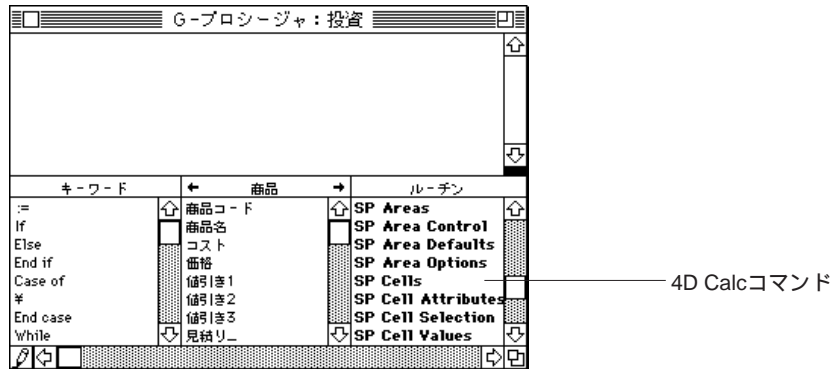 G-プロシージャ：投資
キーワード
← 商品 →
ルーチン
:=
If
Else
End if
Case of
¥
End case
While
商品コード
商品名
コスト
価格
値引き1
値引き2
値引き3
見積り_
SP Areas
SP Area Control
SP Area Defaults
SP Area Options
SP Cells
SP Cell Attributes
SP Cell Selection
SP Cell Values
4D Calcコマンド